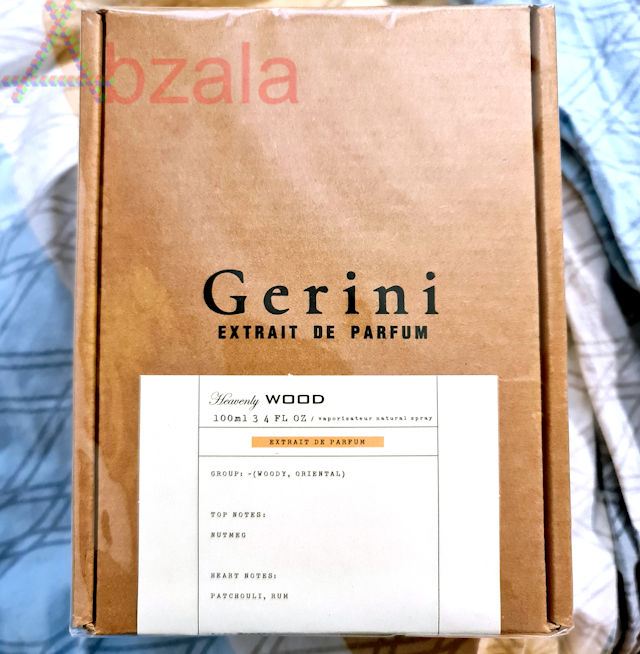 Abzala
Gerini
EXTRAIT DE PARFUM
Heavenly WOOD
100ml 3 4 FL OZ / vaporisateur natural spray
EXTRAIT DE PARFUM
GROUP: -(WOODY, ORIENTAL)
TOP NOTES:
NUTMEG
HEART NOTES:
PATCHOULI, RUM